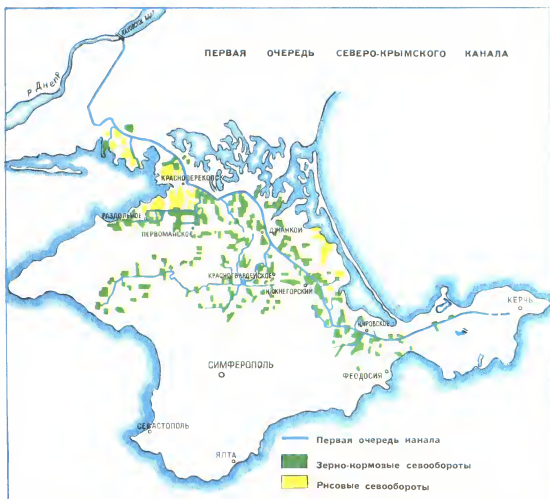 ПЕРВАЯ ОЧЕРЕДЬ СЕВЕРО-КРЫМСКОГО КАНАЛА
р. Днепр
КРАСНОПЕРЕКОПСК
РАЗДОЛЬНОЕ
ПЕРВОМАЙСКОЕ
ДЖАНКОЙ
КРАСНОГВАРДЕЙСКОЕ
НИЖНЕГОРСКИЙ
КЕРЧЬ
КИРОВСКОЕ
СИМФЕРОПОЛЬ
ФЕОДОСИЯ
СЕВАСТОПОЛЬ
ЯЛТА
Первая очередь канала
Зерно-кормовые севообороты
Рисовые севообороты